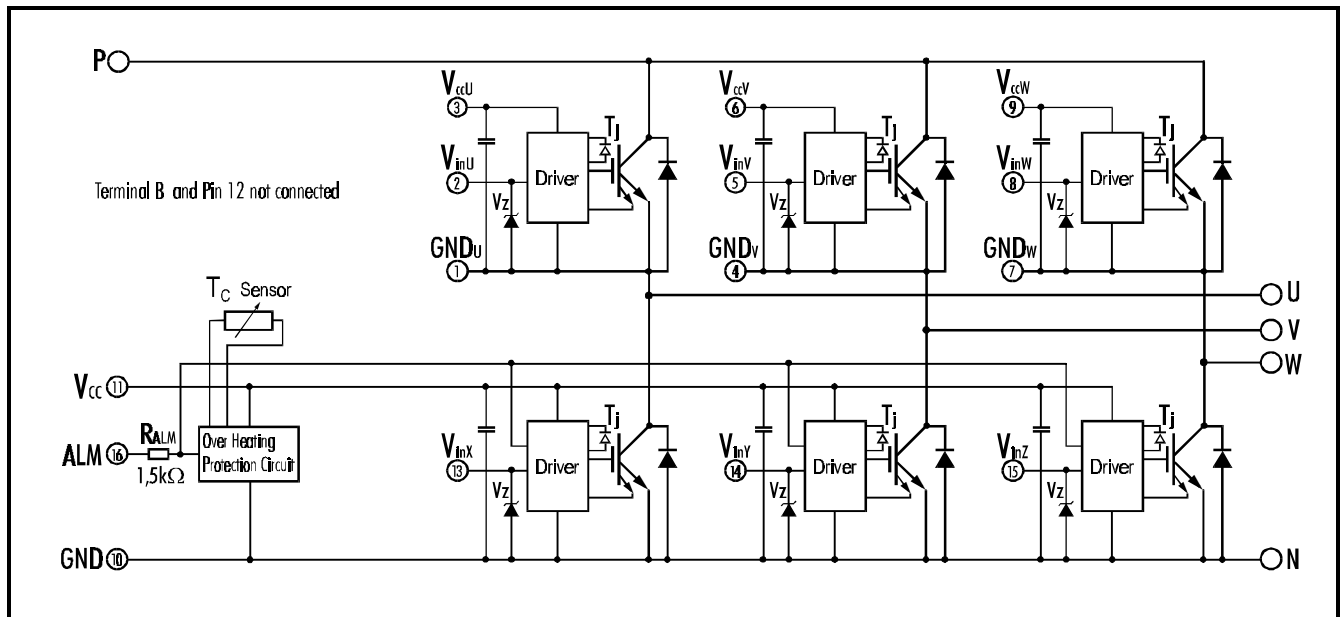 P
VccU
3
VccV
6
VccW
9
Tj
Tj
Tj
VinU
2
Driver
VinV
5
Driver
VinW
8
Driver
Terminal B and Pin 12 not connected
Vz
Vz
Vz
GNDU
1
GNDV
4
GNDW
7
TC Sensor
U
V
W
Vcc 11
RALM
ALM 16
1,5kΩ
Over Heating
Protection Circuit
Tj
Tj
Tj
VinX
13
Driver
VinY
14
Driver
VinZ
15
Driver
Vz
Vz
Vz
GND 10
N